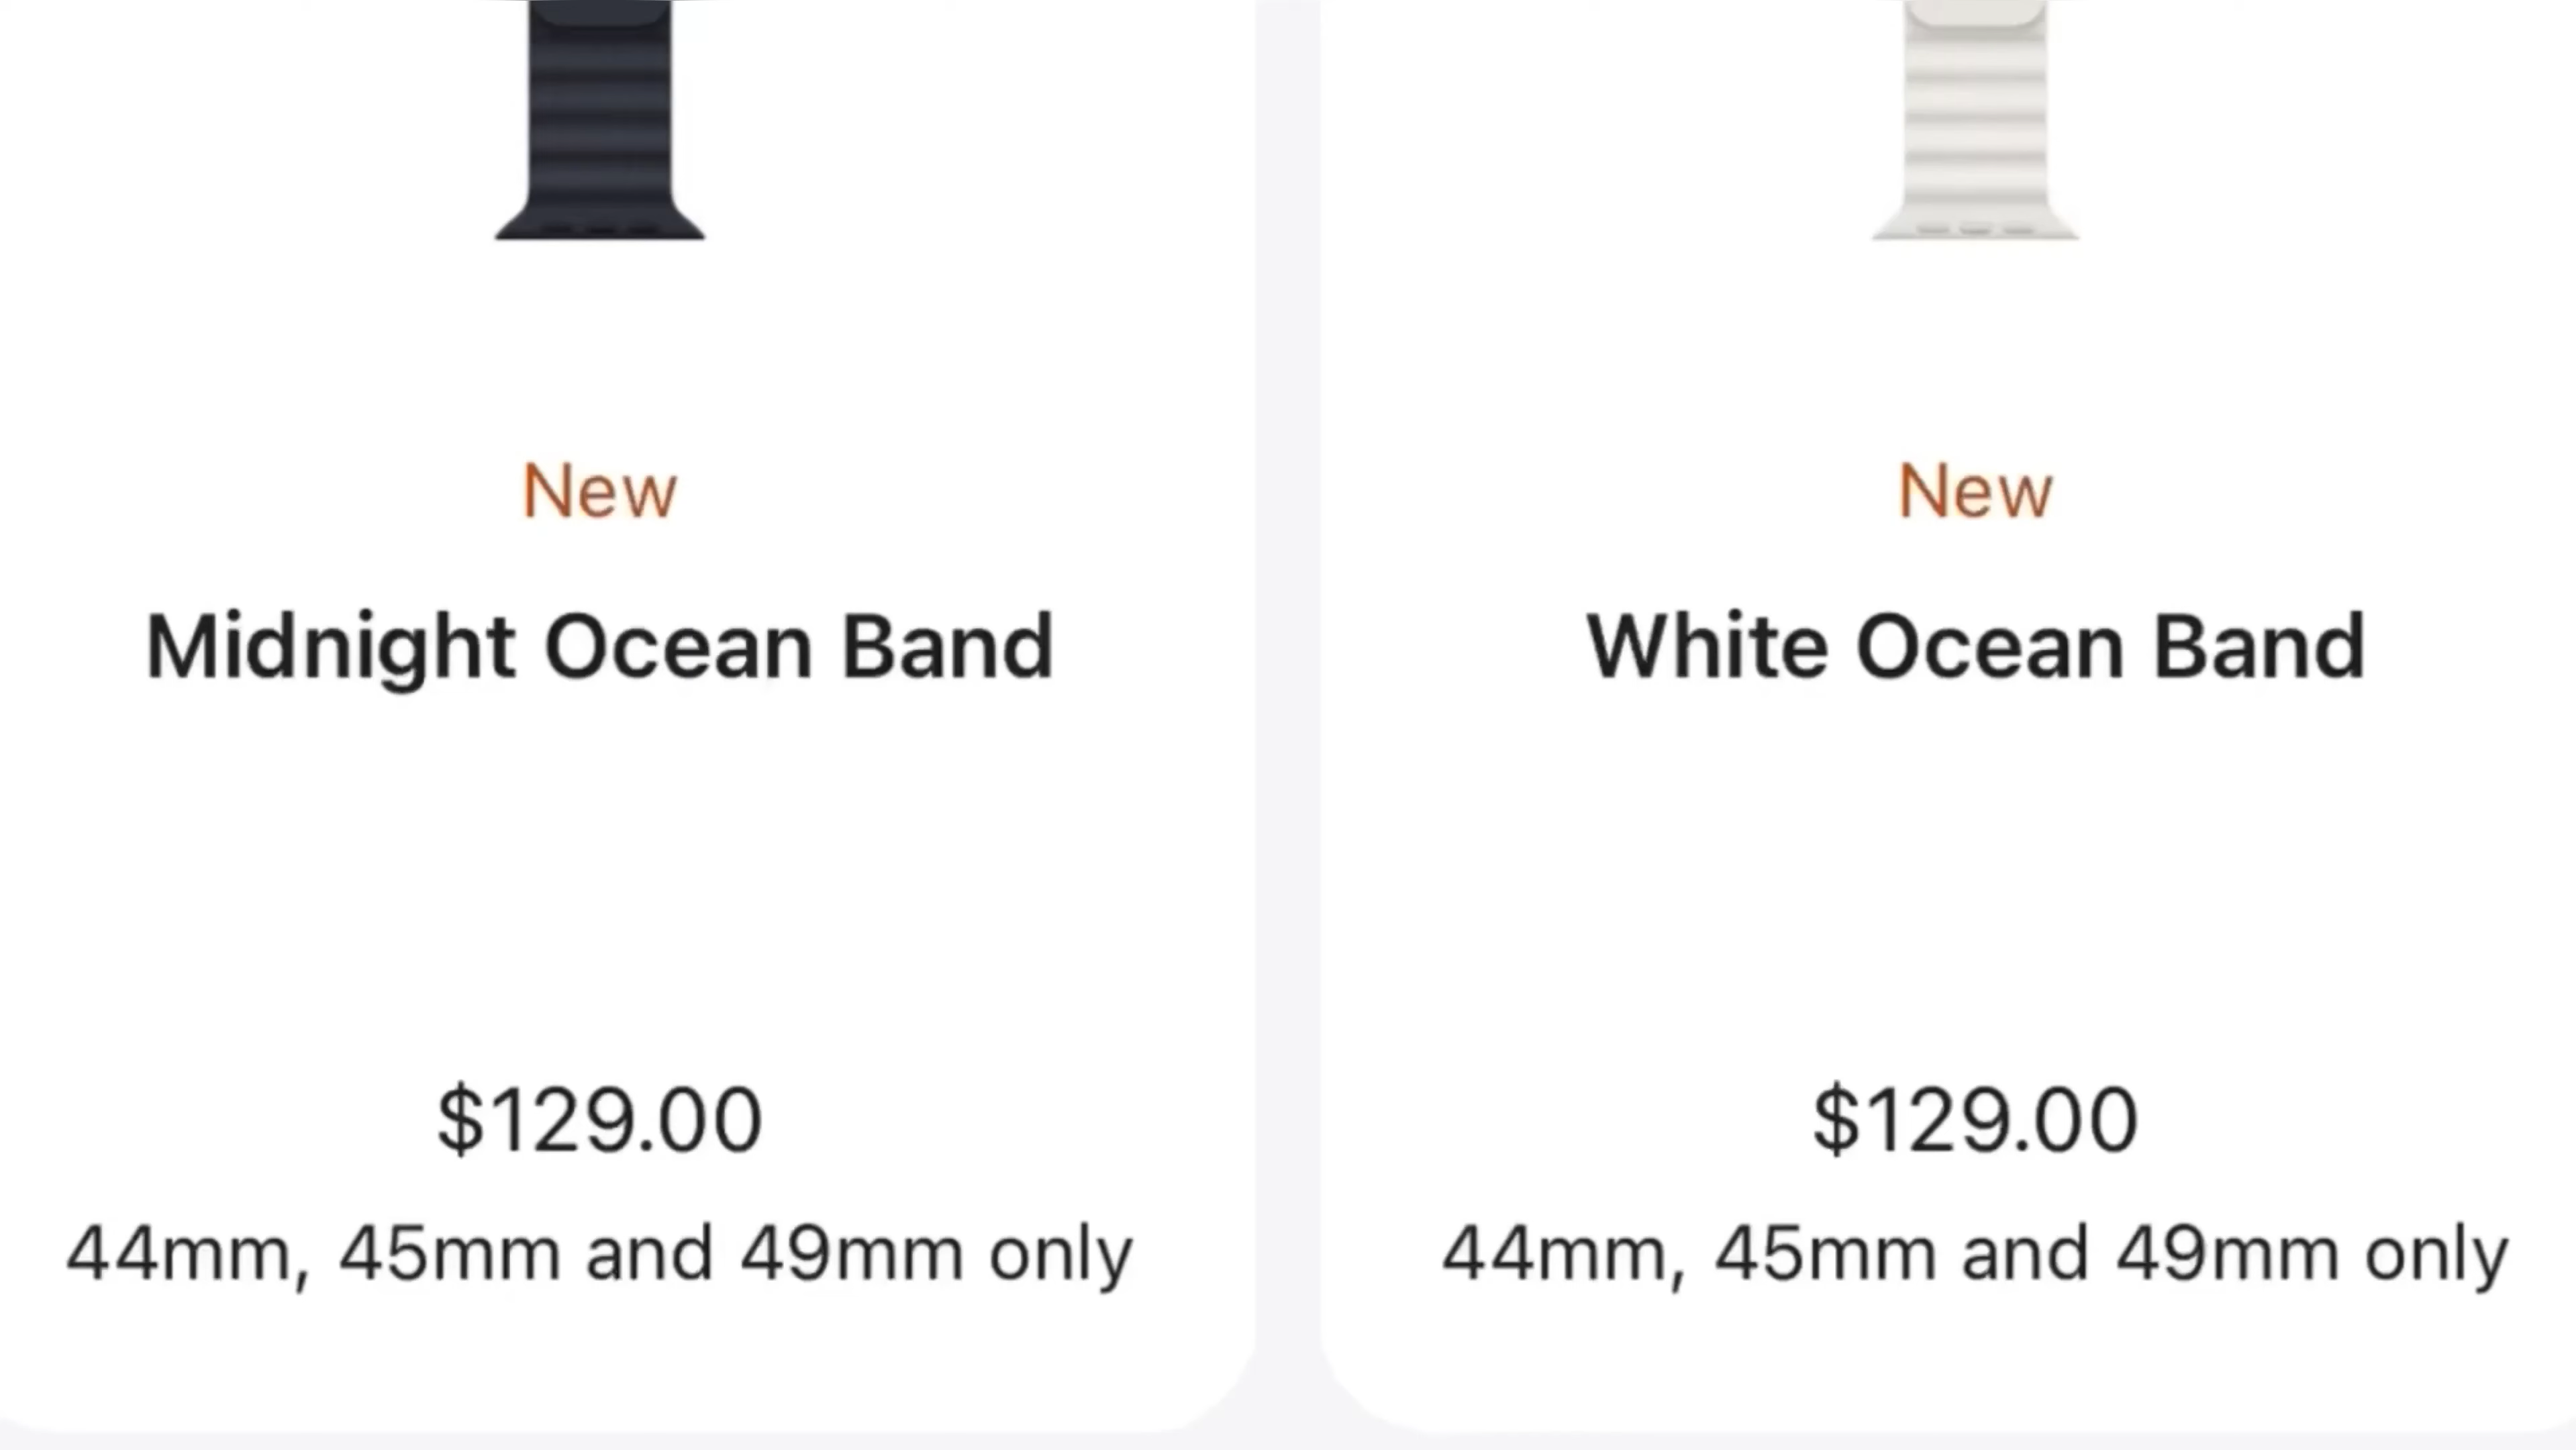 New
Midnight Ocean Band
$129.00
44mm, 45mm and 49mm only
New
White Ocean Band
$129.00
44mm, 45mm and 49mm only